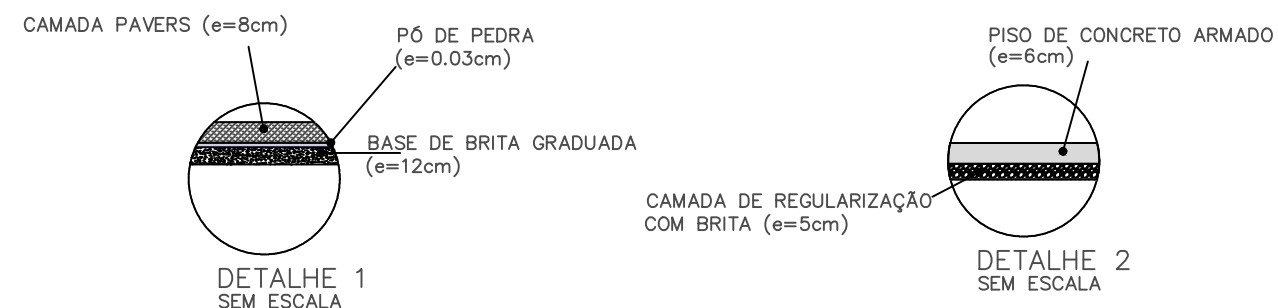 CAMADA PAVERS (e=8cm)
PÓ DE PEDRA
(e=0.03cm)
BASE DE BRITA GRADUADA
(e=12cm)
DETALHE 1
SEM ESCALA
PISO DE CONCRETO ARMADO
(e=6cm)
CAMADA DE REGULARIZAÇÃO
COM BRITA (e=5cm)
DETALHE 2
SEM ESCALA